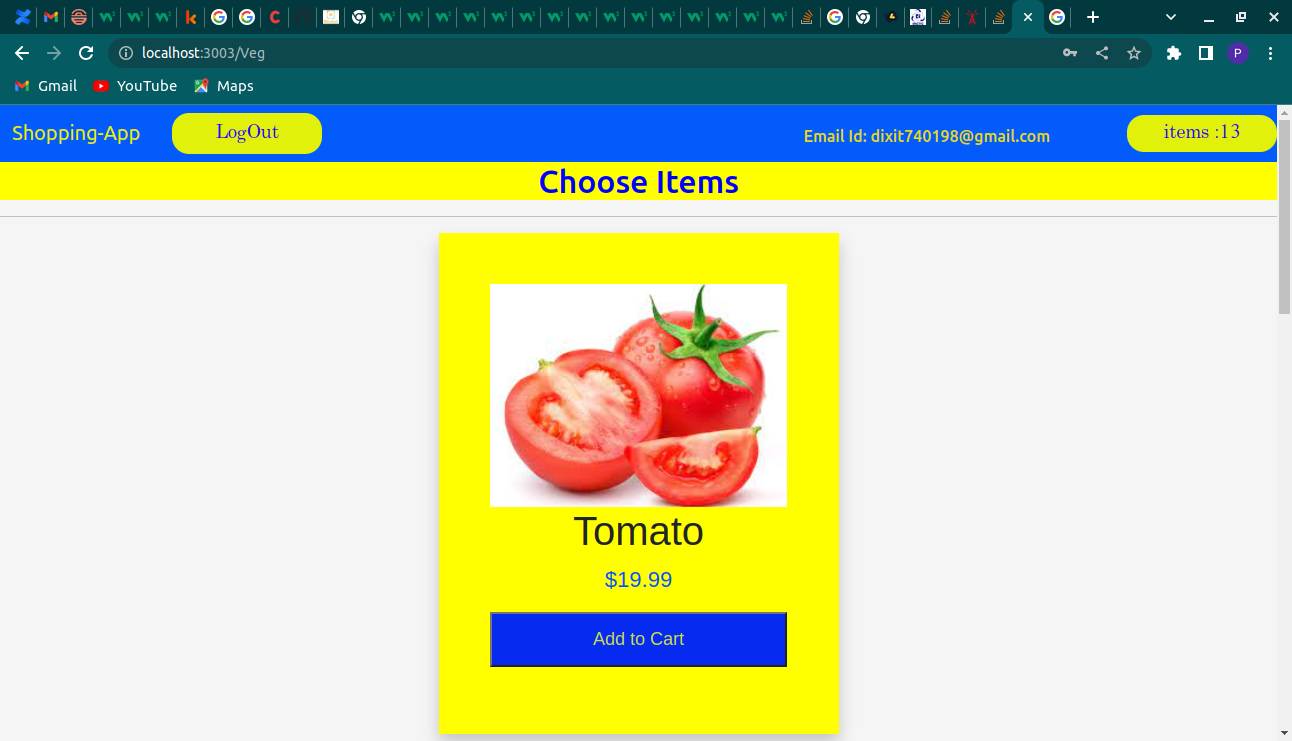 localhost:3003/Veg
P
Gmail YouTube Maps
Shopping-App LogOut Email Id: dixit740198@gmail.com items :13
Choose Items
Tomato
$19.99
Add to Cart